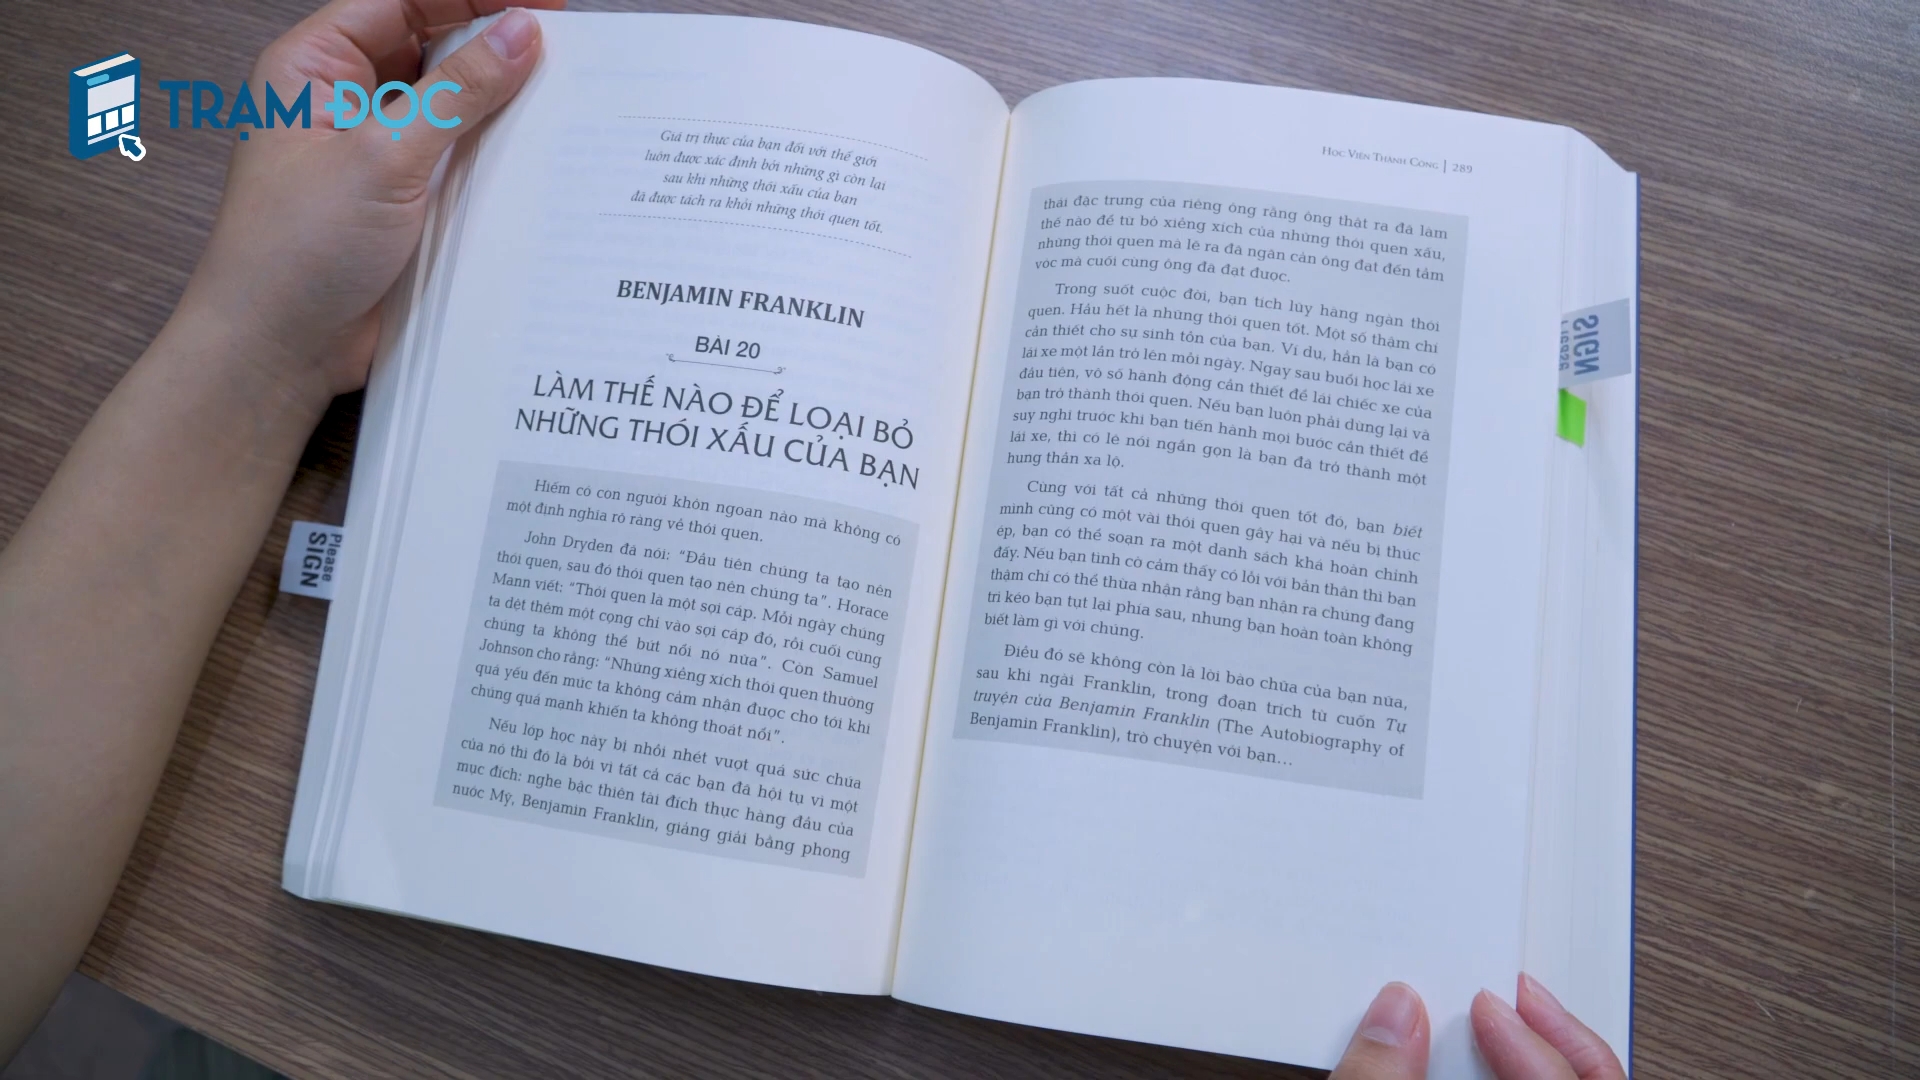 TRẠM ĐỌC
Giá trị thực của bạn đối với thế giới
luôn được xác định bởi những gì còn lại
sau khi những thói xấu của bạn
đã được tách ra khỏi những thói quen tốt.
BENJAMIN FRANKLIN
BÀI 20
LÀM THẾ NÀO ĐỂ LOẠI BỎ
NHỮNG THÓI XẤU CỦA BẠN
Hiếm có con người khôn ngoan nào mà không có
một định nghĩa rõ ràng về thói quen.
John Dryden đã nói: “Đầu tiên chúng ta tạo nên
thói quen, sau đó thói quen tạo nên chúng ta”. Horace
Mann viết: “Thói quen là một sợi cáp. Mỗi ngày chúng
ta dệt thêm một cọng chỉ vào sợi cáp đó, rồi cuối cùng
chúng ta không thể bứt nổi nó nữa”. Còn Samuel
Johnson cho rằng: “Những xiềng xích thói quen thường
quá yếu đến mức ta không cảm nhận được cho tới khi
chúng quá mạnh khiến ta không thoát nổi”.
Nếu lớp học này bị nhồi nhét vượt quá sức chứa
của nó thì đó là bởi vì tất cả các bạn đã hội tụ vì một
mục đích: nghe bậc thiên tài đích thực hàng đầu của
nước Mỹ, Benjamin Franklin, giảng giải bằng phong
Please
SIGN
HỌC VIỆN THÀNH CÔNG | 289
thái đặc trưng của riêng ông rằng ông thật ra đã làm
thế nào để từ bỏ xiềng xích của những thói quen xấu,
những thói quen mà lẽ ra đã ngăn cản ông đạt đến tầm
vóc mà cuối cùng ông đã đạt được.
Trong suốt cuộc đời, bạn tích lũy hàng ngàn thói
quen. Hầu hết là những thói quen tốt. Một số thậm chí
cần thiết cho sự sinh tồn của bạn. Ví dụ, hẳn là bạn có
lái xe một lần trở lên mỗi ngày. Ngay sau buổi học lái xe
đầu tiên, vô số hành động cần thiết để lái chiếc xe của
bạn trở thành thói quen. Nếu bạn luôn phải dừng lại và
suy nghĩ trước khi bạn tiến hành mọi bước cần thiết để
lái xe, thì có lẽ nói ngắn gọn là bạn đã trở thành một
hung thần xa lộ.
Cùng với tất cả những thói quen tốt đó, bạn biết
mình cũng có một vài thói quen gây hại và nếu bị thúc
ép, bạn có thể soạn ra một danh sách khá hoàn chỉnh
đấy. Nếu bạn tình cờ cảm thấy có lỗi với bản thân thì bạn
thậm chí có thể thừa nhận rằng bạn nhận ra chúng đang
trì kéo bạn tụt lại phía sau, nhưng bạn hoàn toàn không
biết làm gì với chúng.
Điều đó sẽ không còn là lời bào chữa của bạn nữa,
sau khi ngài Franklin, trong đoạn trích từ cuốn Tự
truyện của Benjamin Franklin (The Autobiography of
Benjamin Franklin), trò chuyện với bạn...
SIGN
Please